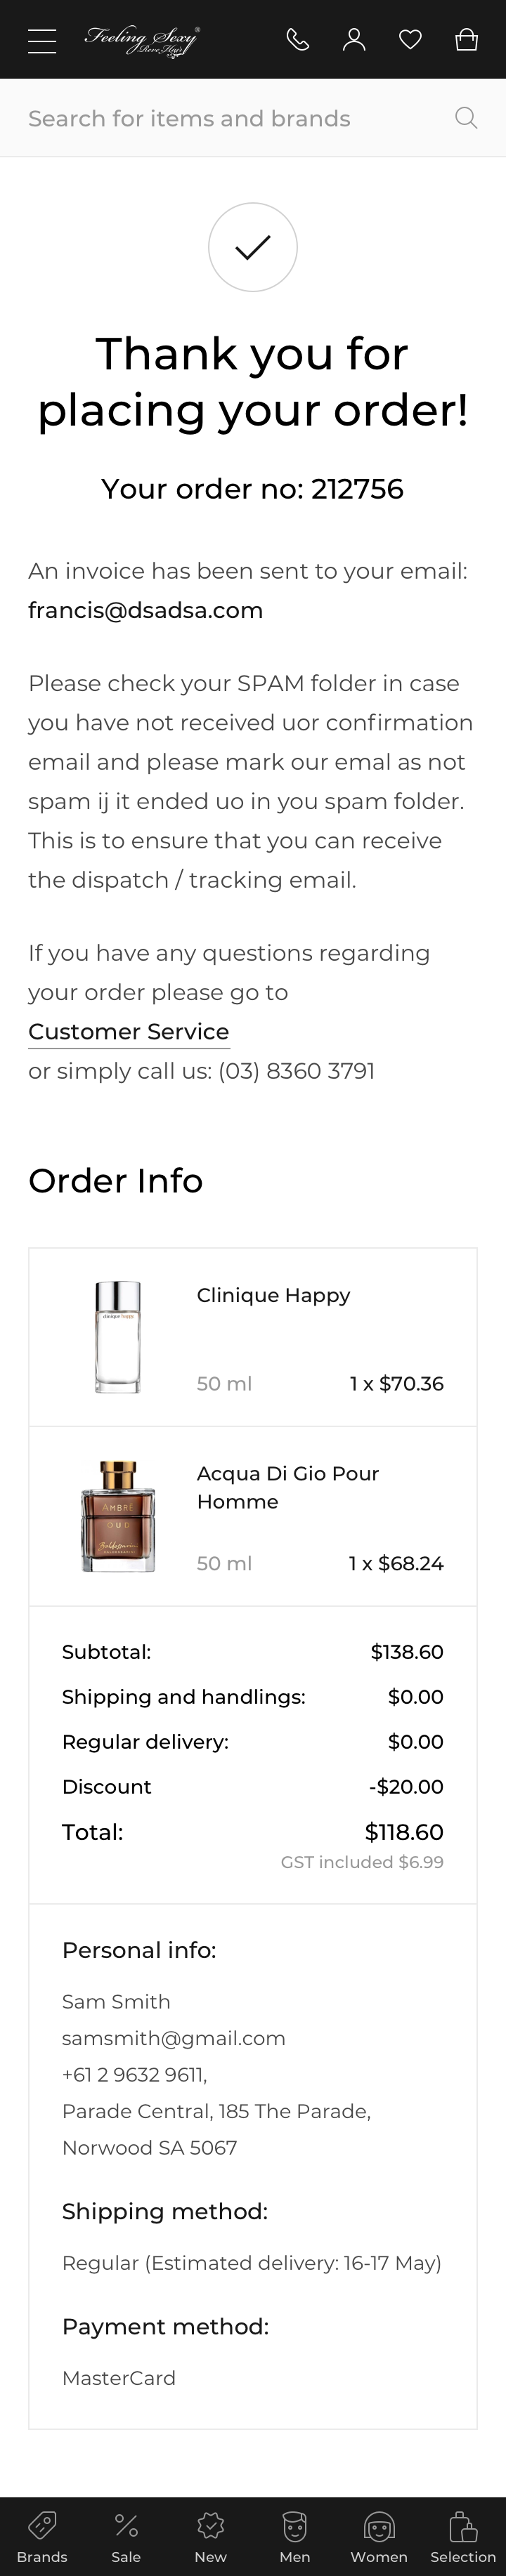 Feeling Sexy
Search for items and brands
Thank you for
placing your order!
Your order no: 212756
An invoice has been sent to your email:
francis@dsadsa.com
Please check your SPAM folder in case
you have not received uor confirmation
email and please mark our emal as not
spam ij it ended uo in you spam folder.
This is to ensure that you can receive
the dispatch / tracking email.
If you have any questions regarding
your order please go to
Customer Service
or simply call us: (03) 8360 3791
Order Info
clinique happy
Clinique Happy
50 ml 1 x $70.36
AMBRÉ
OUD
Acqua Di Gio Pour
Homme
50 ml 1 x $68.24
Subtotal: $138.60
Shipping and handlings: $0.00
Regular delivery: $0.00
Discount -$20.00
Total: $118.60
GST included $6.99
Personal info:
Sam Smith
samsmith@gmail.com
+61 2 9632 9611,
Parade Central, 185 The Parade,
Norwood SA 5067
Shipping method:
Regular (Estimated delivery: 16-17 May)
Payment method:
MasterCard
Brands Sale New Men Women Selection